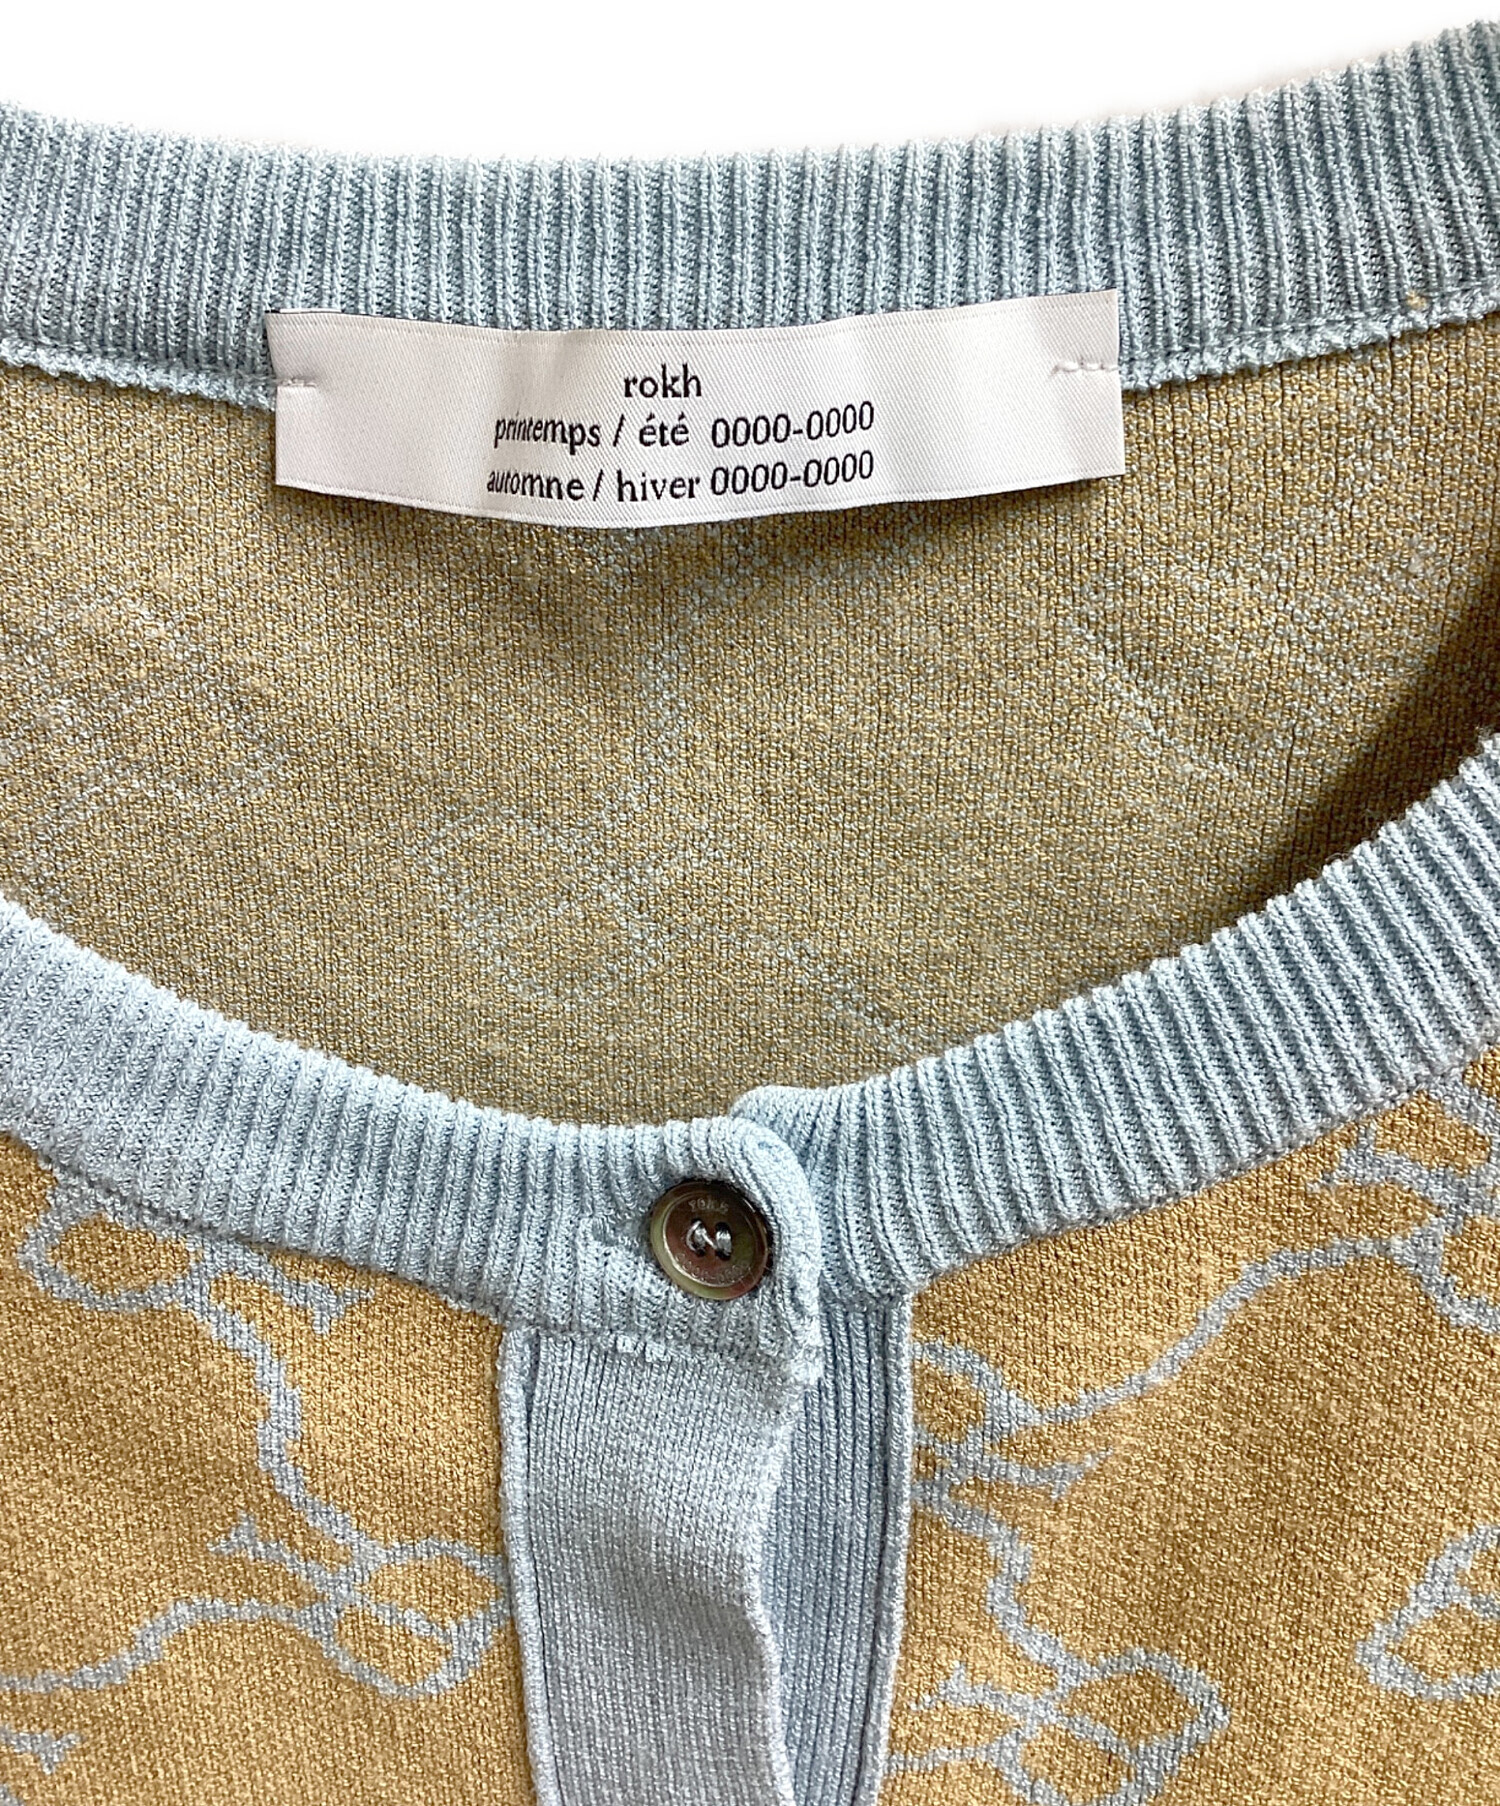 rokh
printemps / été 0000-0000
automne / hiver 0000-0000